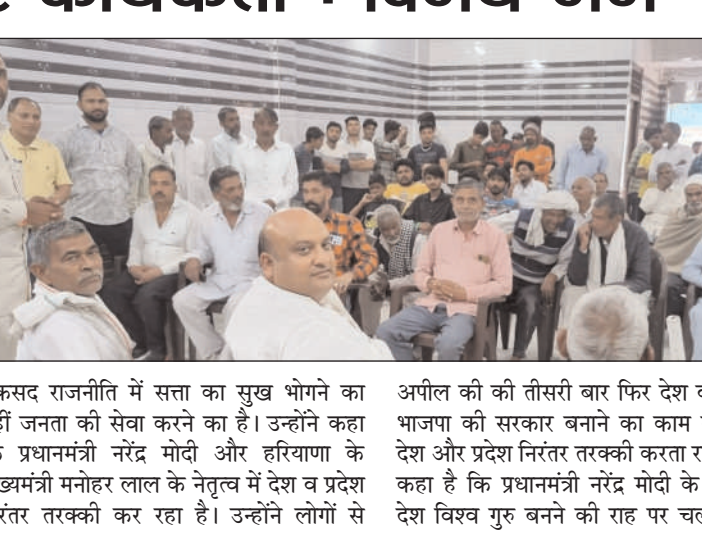 कसद राजनीति में सत्ता का सुख भोगने का
हीं जनता की सेवा करने का है। उन्होंने कहा
प्रधानमंत्री नरेंद्र मोदी और हरियाणा के
ख्यमंत्री मनोहर लाल के नेतृत्व में देश व प्रदेश
रंतर तरक्की कर रहा है। उन्होंने लोगों से
अपील की की तीसरी बार फिर देश
भाजपा की सरकार बनाने का काम
देश और प्रदेश निरंतर तरक्की करता
कहा है कि प्रधानमंत्री नरेंद्र मोदी के
देश विश्व गुरु बनने की राह पर